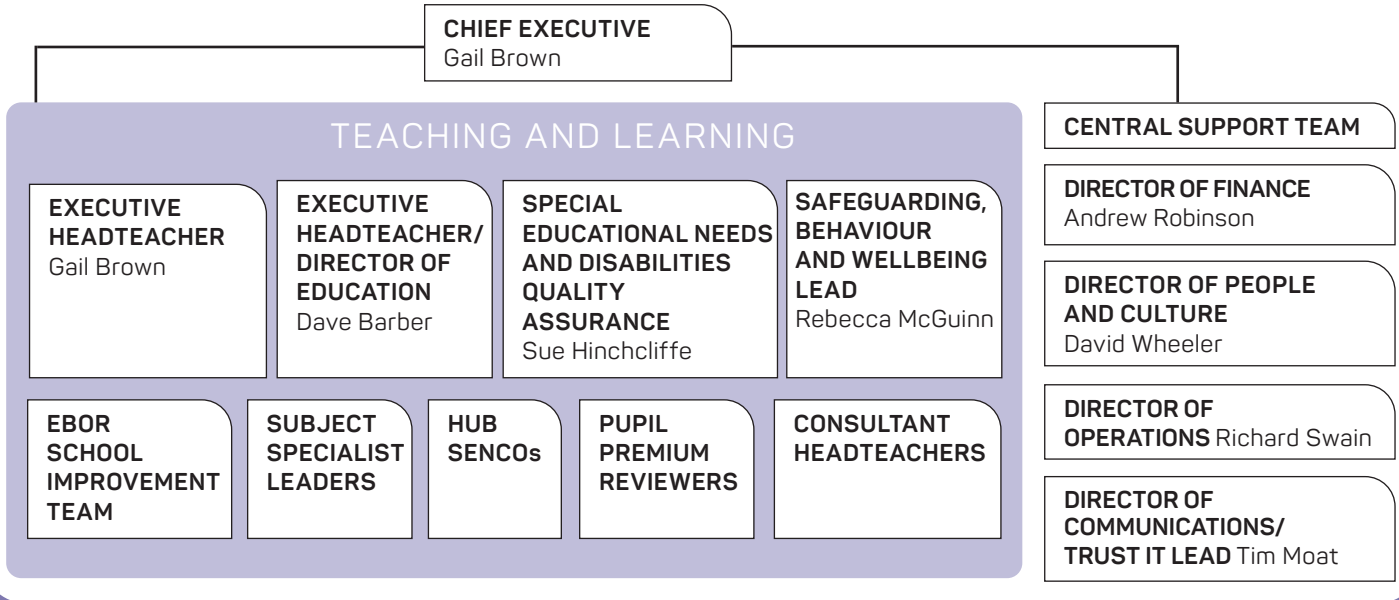 CHIEF EXECUTIVE
Gail Brown
TEACHING AND LEARNING
EXECUTIVE
HEADTEACHER
Gail Brown
EXECUTIVE
HEADTEACHER/
DIRECTOR OF
EDUCATION
Dave Barber
SPECIAL
EDUCATIONAL NEEDS
AND DISABILITIES
QUALITY
ASSURANCE
Sue Hinchcliffe
SAFEGUARDING,
BEHAVIOUR
AND WELLBEING
LEAD
Rebecca McGuinn
EBOR
SCHOOL
IMPROVEMENT
TEAM
SUBJECT
SPECIALIST
LEADERS
HUB
SENCOs
PUPIL
PREMIUM
REVIEWERS
CONSULTANT
HEADTEACHERS
CENTRAL SUPPORT TEAM
DIRECTOR OF FINANCE
Andrew Robinson
DIRECTOR OF PEOPLE
AND CULTURE
David Wheeler
DIRECTOR OF
OPERATIONS Richard Swain
DIRECTOR OF
COMMUNICATIONS/
TRUST IT LEAD Tim Moat